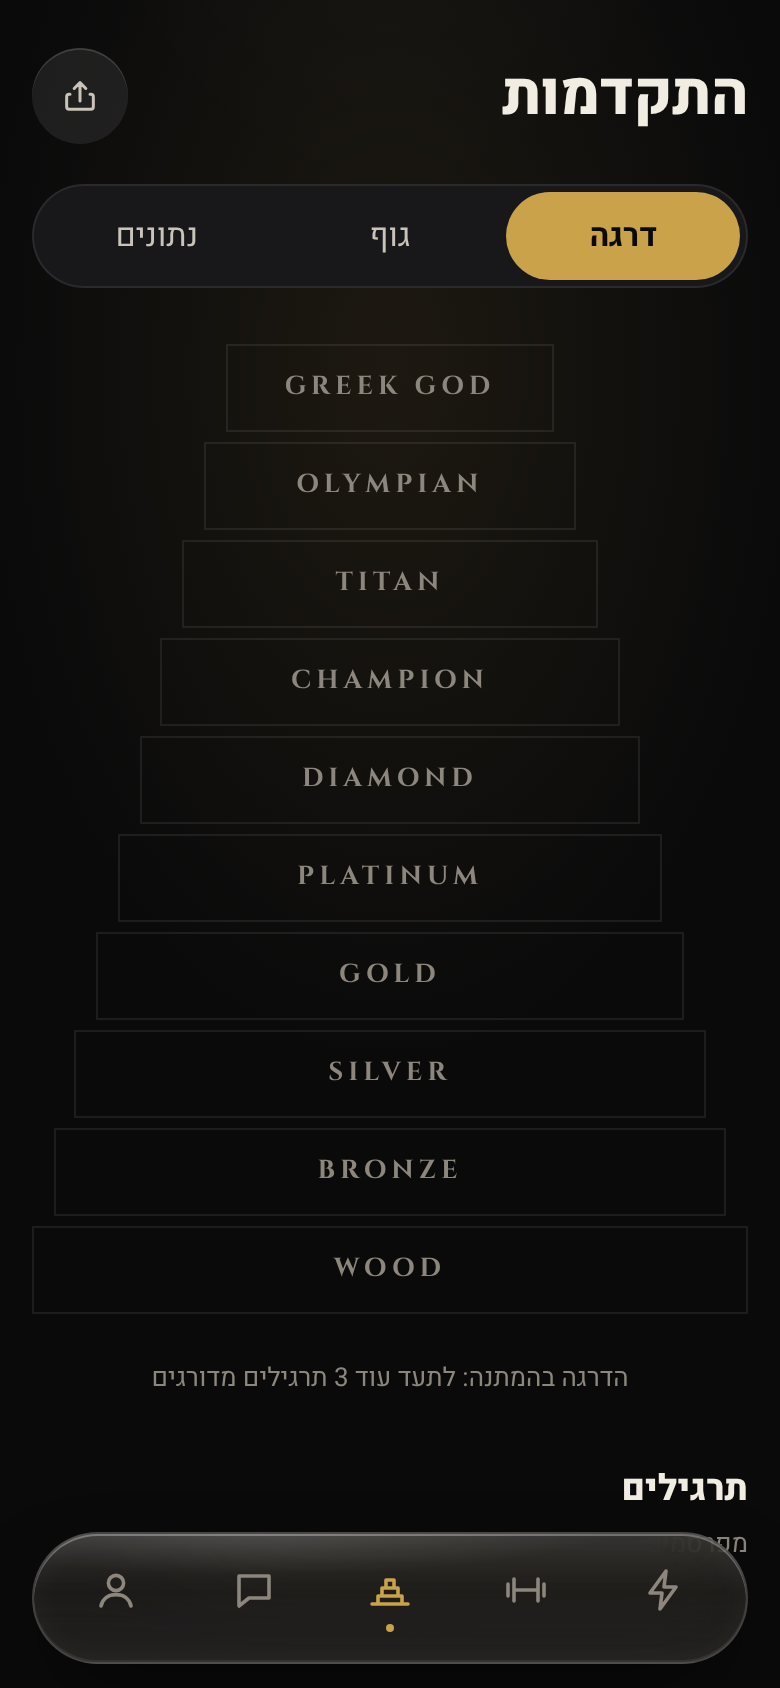 התקדמות
דרגה
גוף
נתונים
GREEK GOD
OLYMPIAN
TITAN
CHAMPION
DIAMOND
PLATINUM
GOLD
SILVER
BRONZE
WOOD
הדרגה בהמתנה: לתעד עוד 3 תרגילים מדורגים
תרגילים